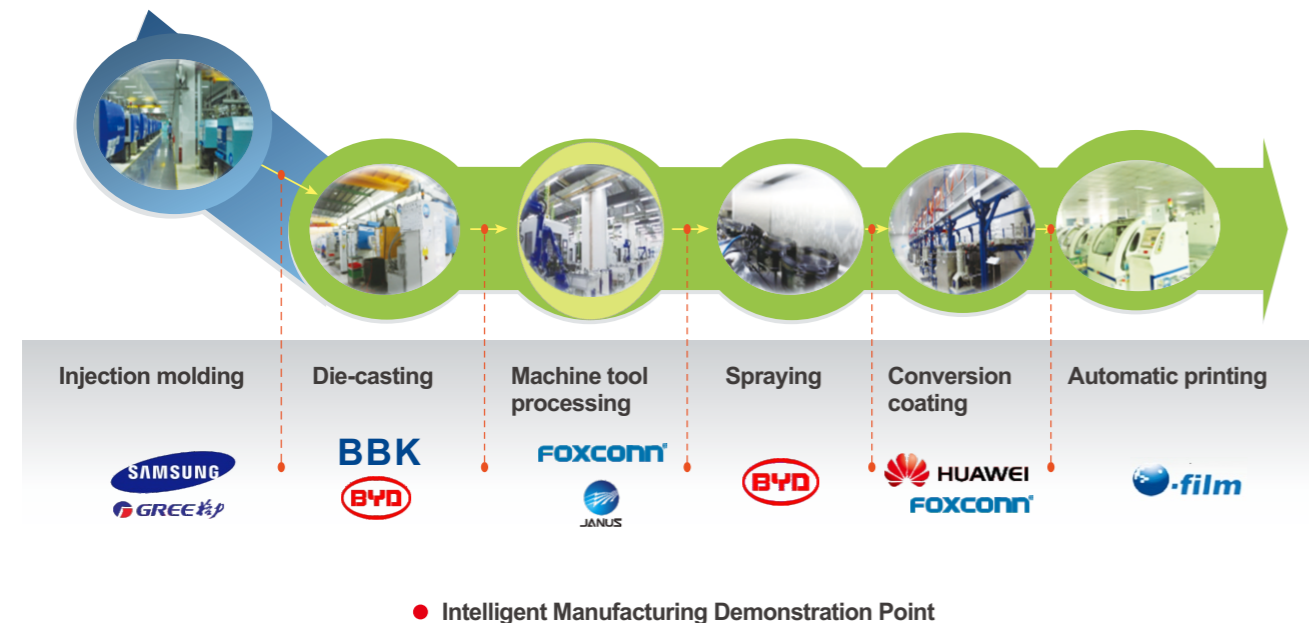 Injection molding
Die-casting
Machine tool
processing
Spraying
Conversion
coating
Automatic printing
SAMSUNG
GREE格力
BBK
BYD
FOXCONN
JANUS
BYD
HUAWEI
FOXCONN
O-film
Intelligent Manufacturing Demonstration Point